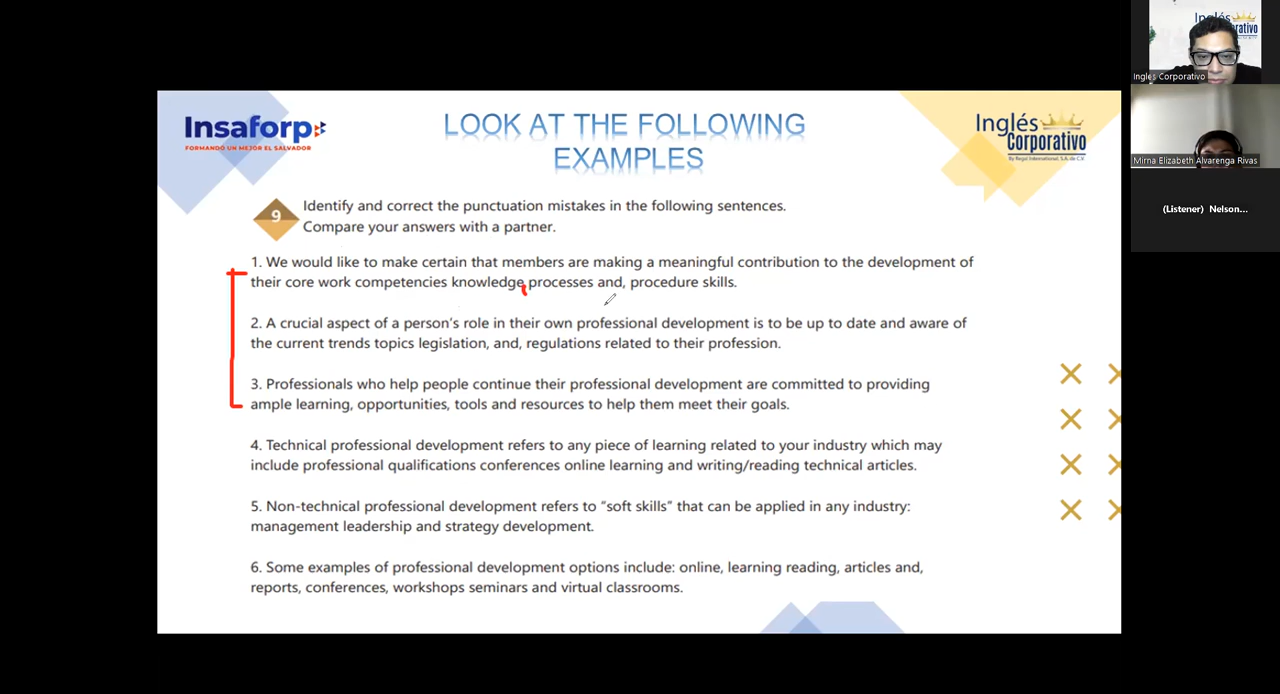 Insaforp
FORMANDO UN MEJOR EL SALVADOR
LOOK AT THE FOLLOWING
EXAMPLES
Inglés
Corporativo
By Regal International, S.A. de C.V.
9
Identify and correct the punctuation mistakes in the following sentences.
Compare your answers with a partner.
1. We would like to make certain that members are making a meaningful contribution to the development of
their core work competencies knowledge processes and, procedure skills.
2. A crucial aspect of a person's role in their own professional development is to be up to date and aware of
the current trends topics legislation, and, regulations related to their profession.
3. Professionals who help people continue their professional development are committed to providing
ample learning, opportunities, tools and resources to help them meet their goals.
4. Technical professional development refers to any piece of learning related to your industry which may
include professional qualifications conferences online learning and writing/reading technical articles.
5. Non-technical professional development refers to “soft skills” that can be applied in any industry:
management leadership and strategy development.
6. Some examples of professional development options include: online, learning reading, articles and,
reports, conferences, workshops seminars and virtual classrooms.
Inglés Corporativo
Mirna Elizabeth Alvarenga Rivas
(Listener) Nelson...